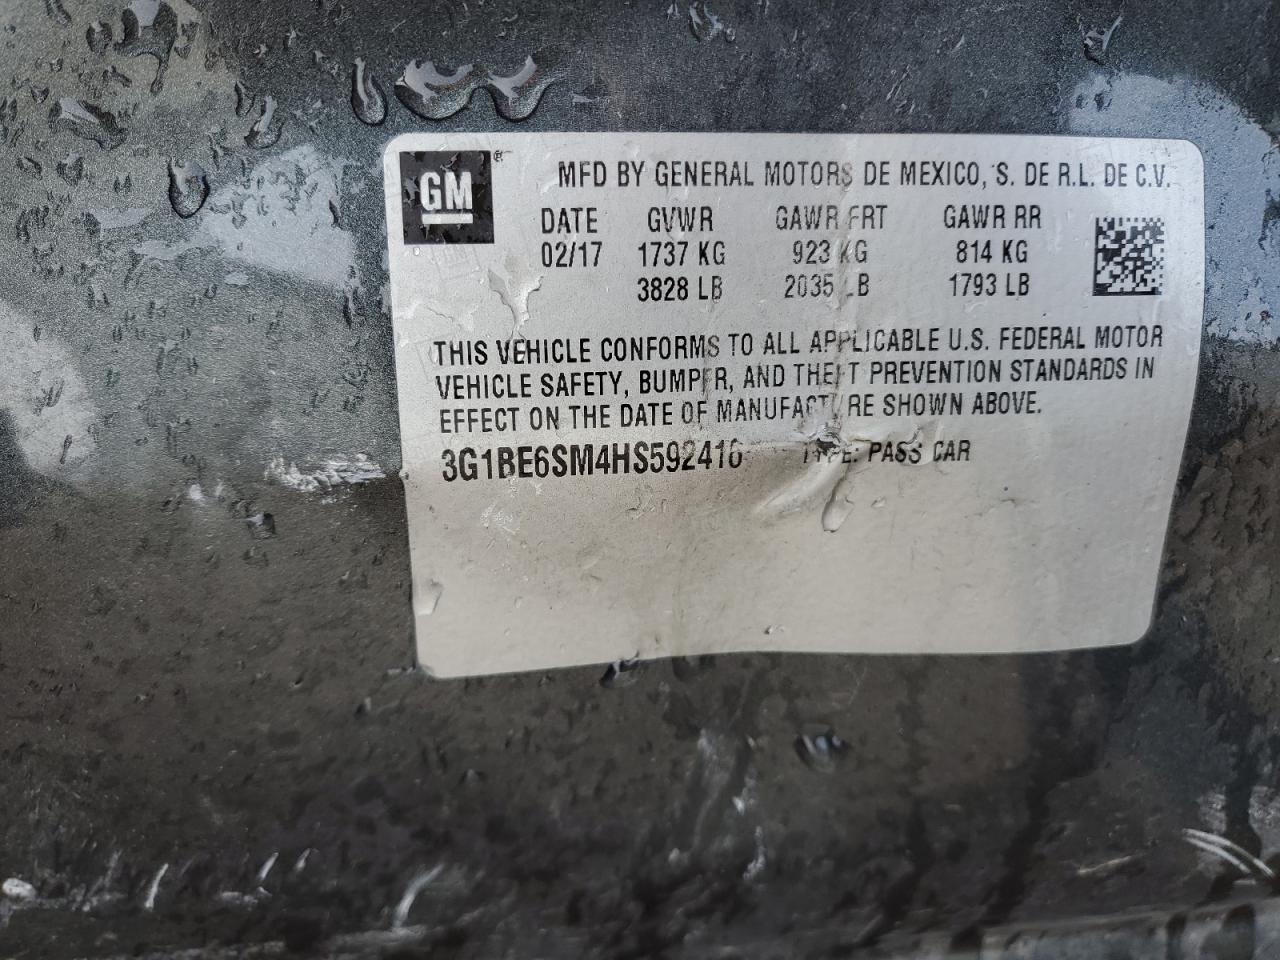 GM ®
MFD BY GENERAL MOTORS DE MEXICO, S. DE R.L. DE C.V.
DATE GVWR GAWR FRT GAWR RR
02/17 1737 KG 923 KG 814 KG
3828 LB 2035 LB 1793 LB
THIS VEHICLE CONFORMS TO ALL APPLICABLE U.S. FEDERAL MOTOR
VEHICLE SAFETY, BUMPER, AND THEFT PREVENTION STANDARDS IN
EFFECT ON THE DATE OF MANUFACTURE SHOWN ABOVE.
3G1BE6SM4HS592416 TYPE: PASS CAR